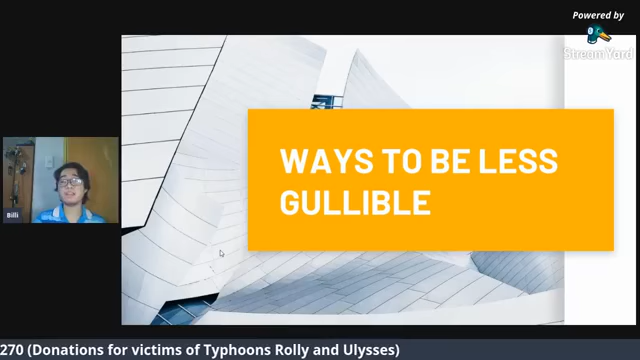 Powered by
StreamYard
WAYS TO BE LESS
GULLIBLE
Billi
270 (Donations for victims of Typhoons Rolly and Ulysses)